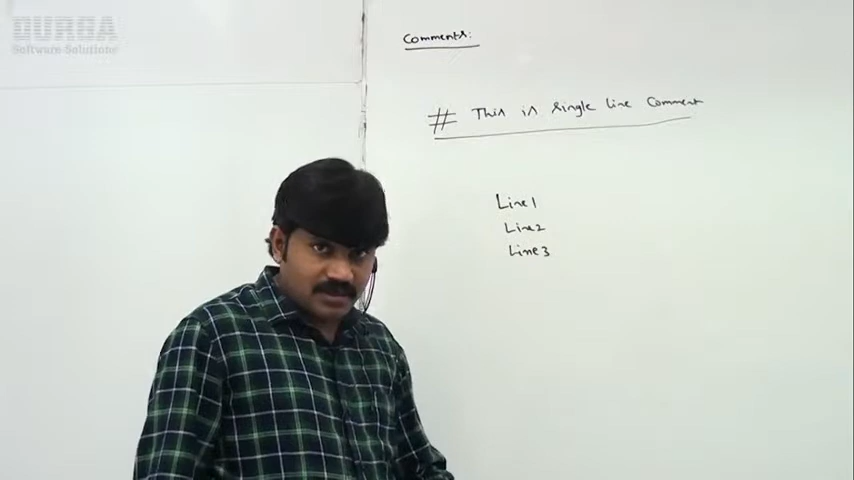 DURGA
Software Solutions
Comments:
# This is single line comment
Line1
Line2
Line3